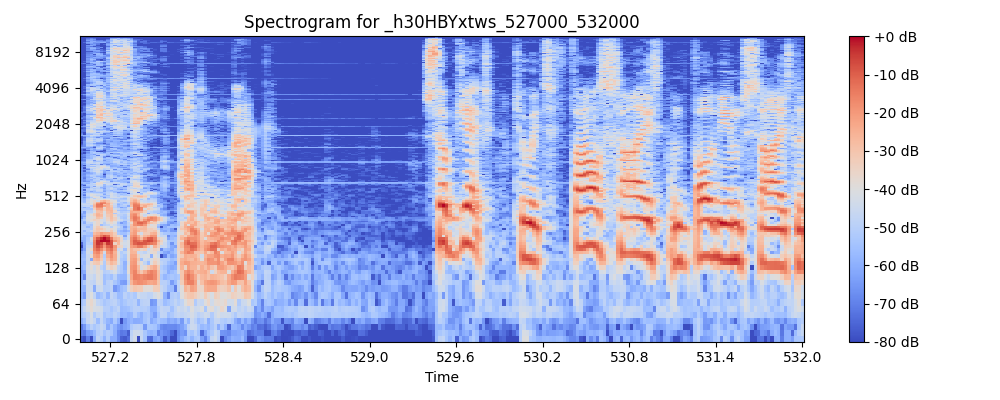 Spectrogram for _h30HBYxtws_527000_532000
8192
4096
2048
1024
512
256
128
64
0
Hz
527.2 527.8 528.4 529.0 529.6 530.2 530.8 531.4 532.0
Time
+0 dB
-10 dB
-20 dB
-30 dB
-40 dB
-50 dB
-60 dB
-70 dB
-80 dB